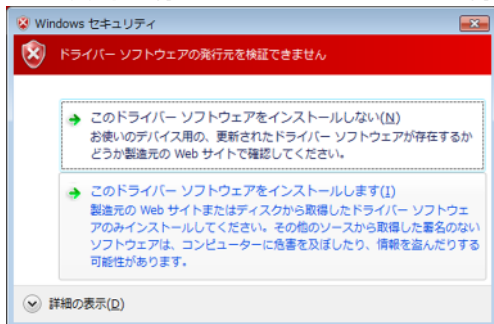 Windows セキュリティ
ドライバー ソフトウェアの発行元を検証できません
このドライバー ソフトウェアをインストールしない(N)
お使いのデバイス用の、更新されたドライバー ソフトウェアが存在するか
どうか製造元の Web サイトで確認してください。
このドライバー ソフトウェアをインストールします(I)
製造元の Web サイトまたはディスクから取得したドライバー ソフトウェ
アのみインストールしてください。その他のソースから取得した署名のない
ソフトウェアは、コンピューターに危害を及ぼしたり、情報を盗んだりする
可能性があります。
詳細の表示(D)